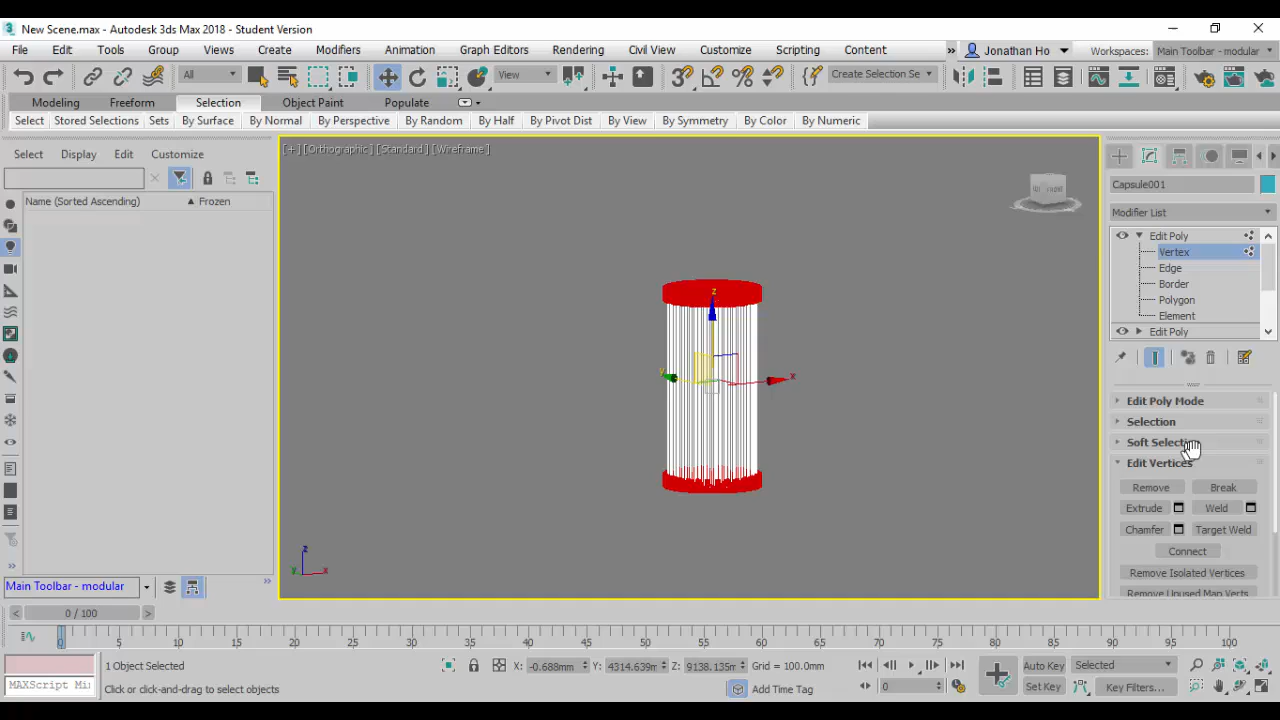 New Scene.max - Autodesk 3ds Max 2018 - Student Version
File Edit Tools Group Views Create Modifiers Animation Graph Editors Rendering Civil View Customize Scripting Content » Jonathan Ho Workspaces: Main Toolbar - modular
All View Create Selection Se
Modeling Freeform Selection Object Paint Populate
Select Stored Selections Sets By Surface By Normal By Perspective By Random By Half By Pivot Dist By View By Symmetry By Color By Numeric
Select Display Edit Customize
Name (Sorted Ascending) Frozen
[+] [Orthographic] [Standard] [Wireframe]
z
y
x
z
y
x
Capsule001
Modifier List
Edit Poly
Vertex
Edge
Border
Polygon
Element
Edit Poly
Edit Poly Mode
Selection
Edit Vertices
Remove Break
Extrude Weld
Chamfer Target Weld
Connect
Remove Isolated Vertices
Remove Unused Map Verts
Main Toolbar - modular
< 0 / 100 >
0 5 10 15 20 25 30 35 40 45 50 55 60 65 70 75 80 85 90 95 100
1 Object Selected X: -0.688mm Y: 4314.639m Z: 9138.135m Grid = 100.0mm Auto Key Selected
Click or click-and-drag to select objects Add Time Tag 0 Set Key Key Filters...